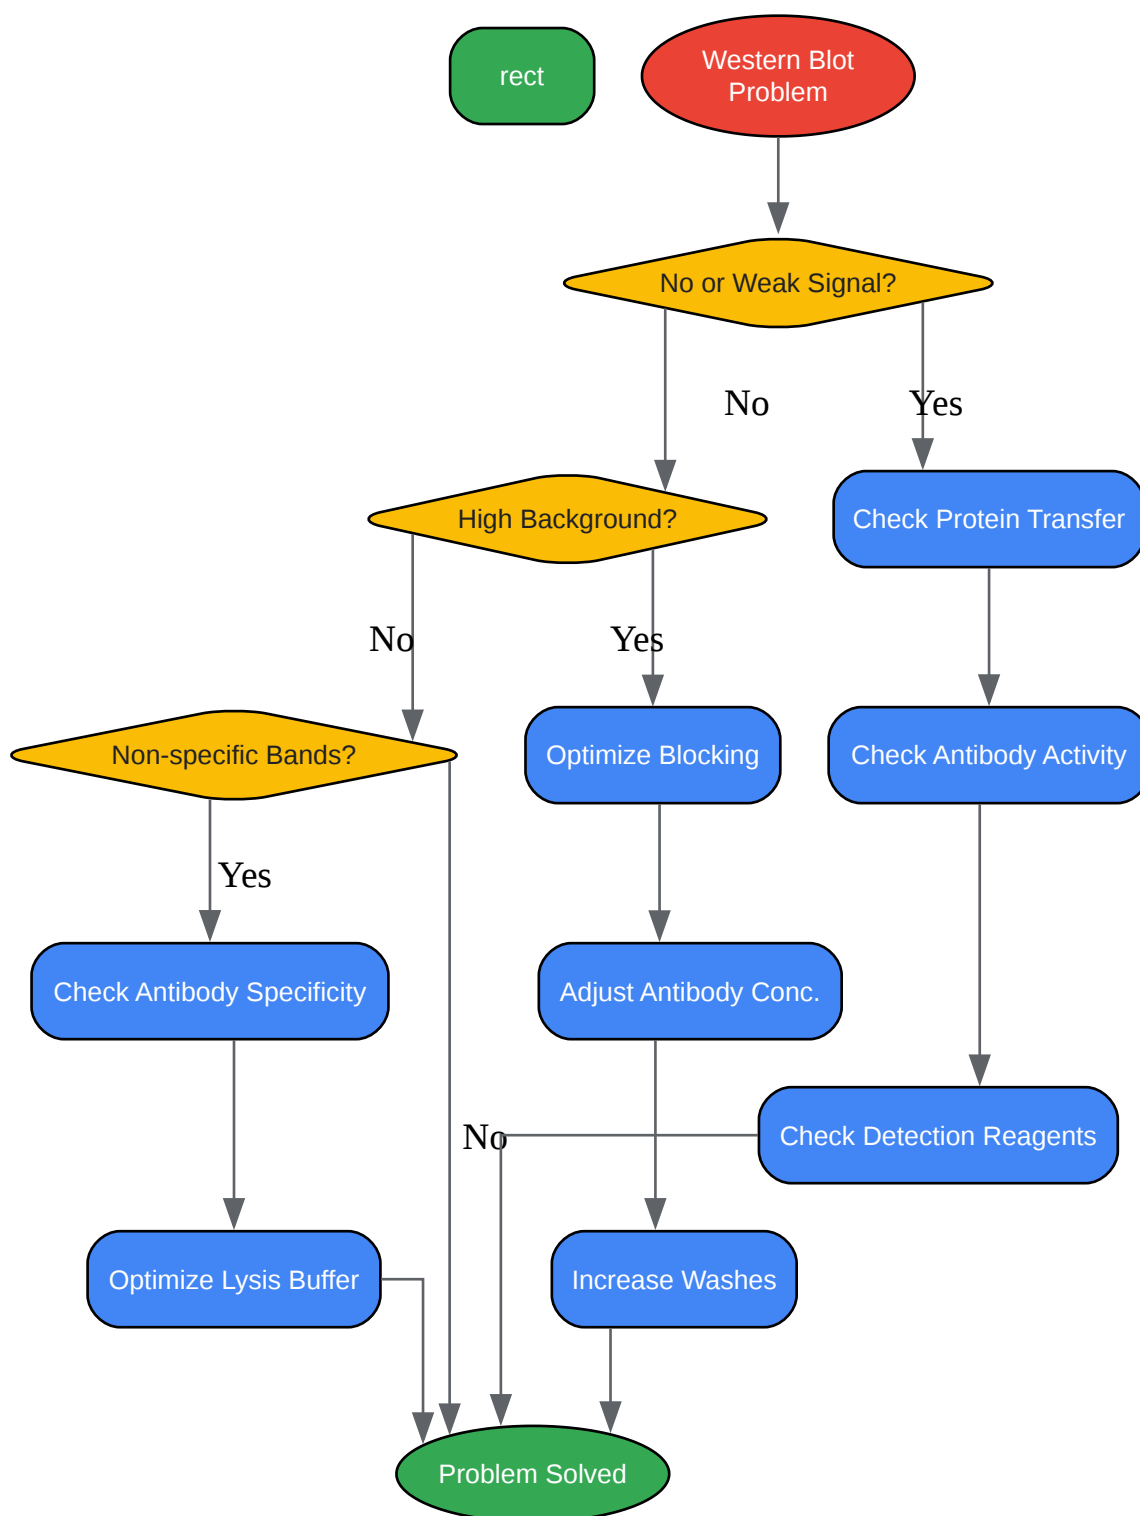 rect
Western Blot
Problem
No or Weak Signal?
No
Yes
High Background?
Check Protein Transfer
No
Yes
Non-specific Bands?
Optimize Blocking
Check Antibody Activity
Yes
Check Antibody Specificity
Adjust Antibody Conc.
No
Check Detection Reagents
Optimize Lysis Buffer
Increase Washes
Problem Solved